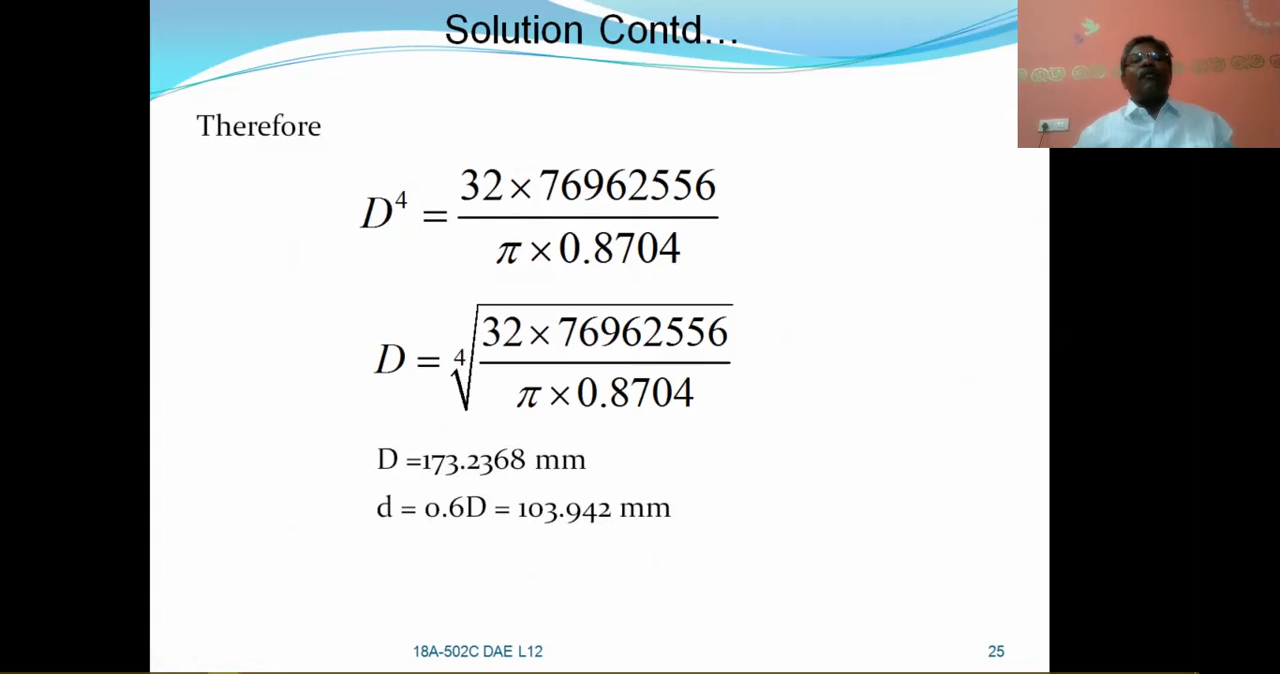 Solution Contd...
Therefore
D⁴ = (32×76962556)/(π×0.8704)
D = ⁴√((32×76962556)/(π×0.8704))
D =173.2368 mm
d = 0.6D = 103.942 mm
18A-502C DAE L12 25